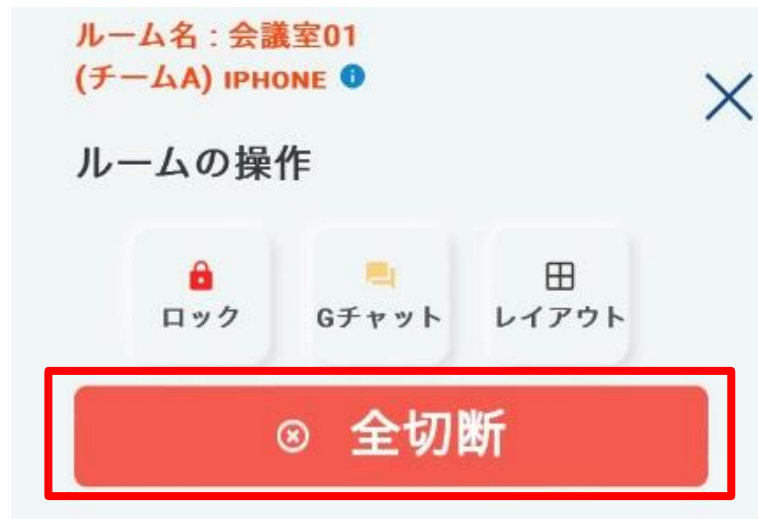 ルーム名：会議室01
(チームA) IPHONE
ルームの操作
ロック
Gチャット
レイアウト
全切断